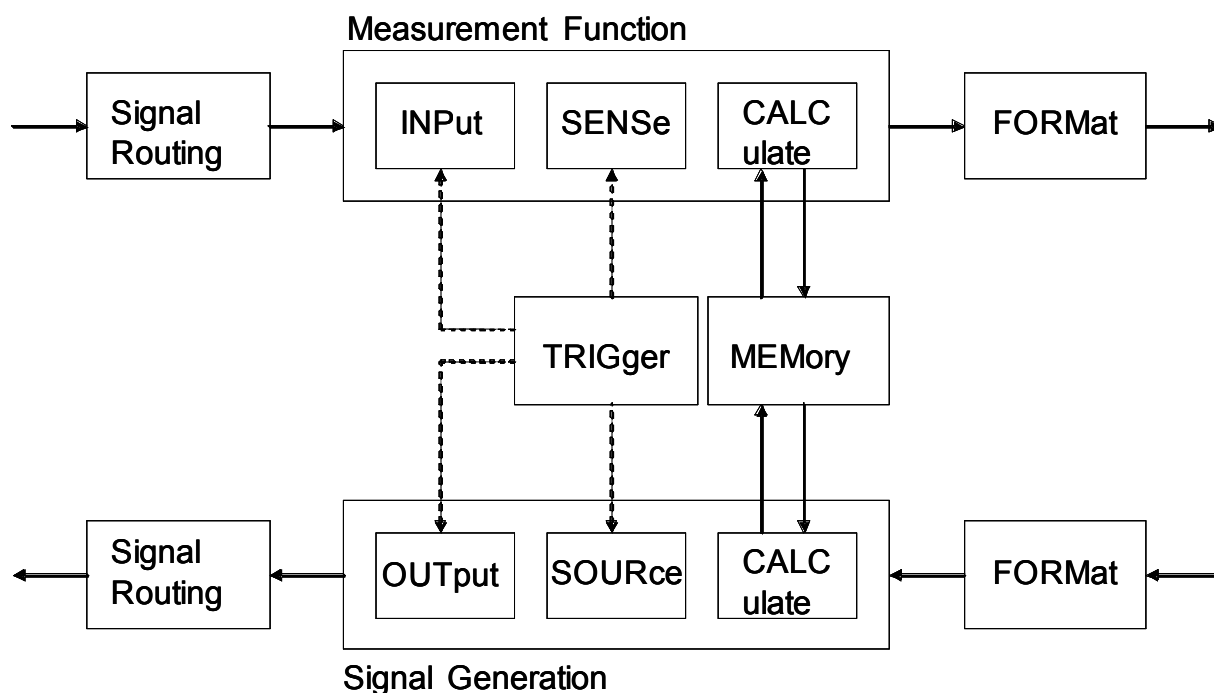 Measurement Function
Signal
Routing
INPut
SENSe
CALC
ulate
FORMat
TRIGger
MEMory
Signal
Routing
OUTput
SOURce
CALC
ulate
FORMat
Signal Generation